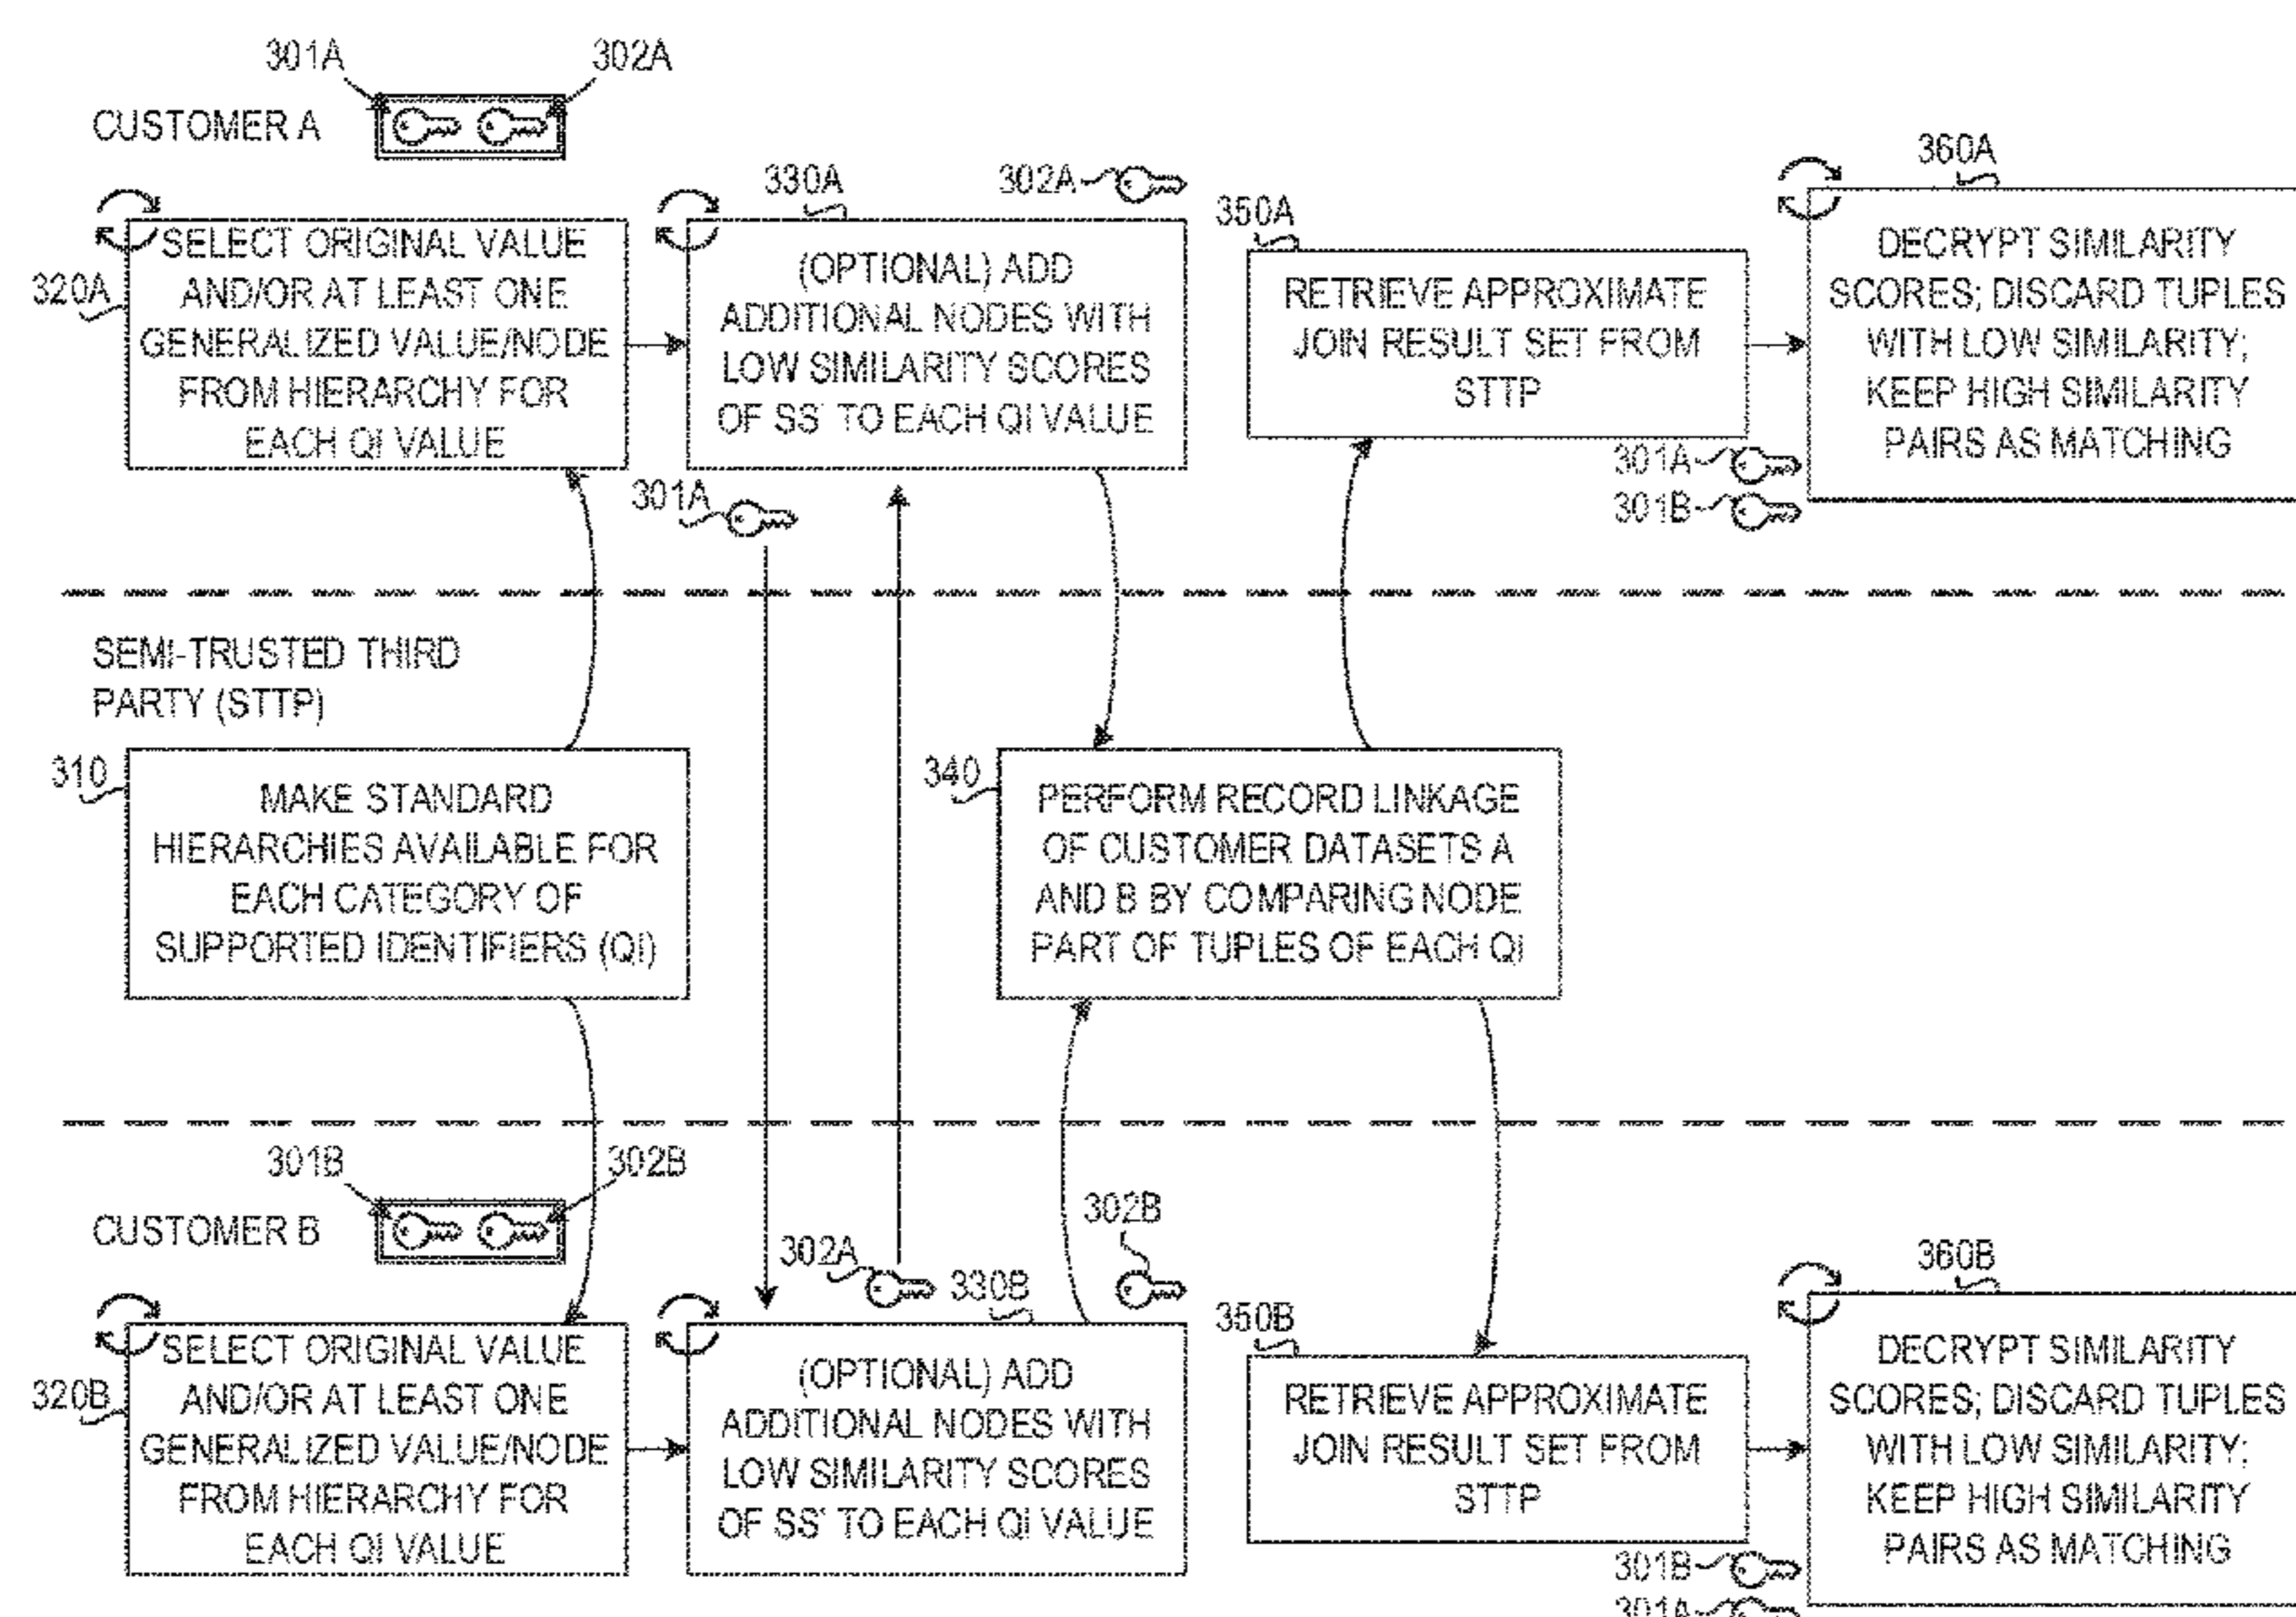 301A
302A
CUSTOMER A
330A
302A
360A
350A
320A
SELECT ORIGINAL VALUE
AND/OR AT LEAST ONE
GENERALIZED VALUE/NODE
FROM HIERARCHY FOR
EACH QI VALUE
(OPTIONAL) ADD
ADDITIONAL NODES WITH
LOW SIMILARITY SCORES
OF SS' TO EACH QI VALUE
RETRIEVE APPROXIMATE
JOIN RESULT SET FROM
STTP
DECRYPT SIMILARITY
SCORES; DISCARD TUPLES
WITH LOW SIMILARITY;
KEEP HIGH SIMILARITY
PAIRS AS MATCHING
301A
301A
301B
SEMI-TRUSTED THIRD
PARTY (STTP)
310
MAKE STANDARD
HIERARCHIES AVAILABLE FOR
EACH CATEGORY OF
SUPPORTED IDENTIFIERS (QI)
340
PERFORM RECORD LINKAGE
OF CUSTOMER DATASETS A
AND B BY COMPARING NODE
PART OF TUPLES OF EACH QI
301B
302B
CUSTOMER B
302A
330B
302B
350B
360B
320B
SELECT ORIGINAL VALUE
AND/OR AT LEAST ONE
GENERALIZED VALUE/NODE
FROM HIERARCHY FOR
EACH QI VALUE
(OPTIONAL) ADD
ADDITIONAL NODES WITH
LOW SIMILARITY SCORES
OF SS' TO EACH QI VALUE
RETRIEVE APPROXIMATE
JOIN RESULT SET FROM
STTP
DECRYPT SIMILARITY
SCORES; DISCARD TUPLES
WITH LOW SIMILARITY;
KEEP HIGH SIMILARITY
PAIRS AS MATCHING
301B
301A